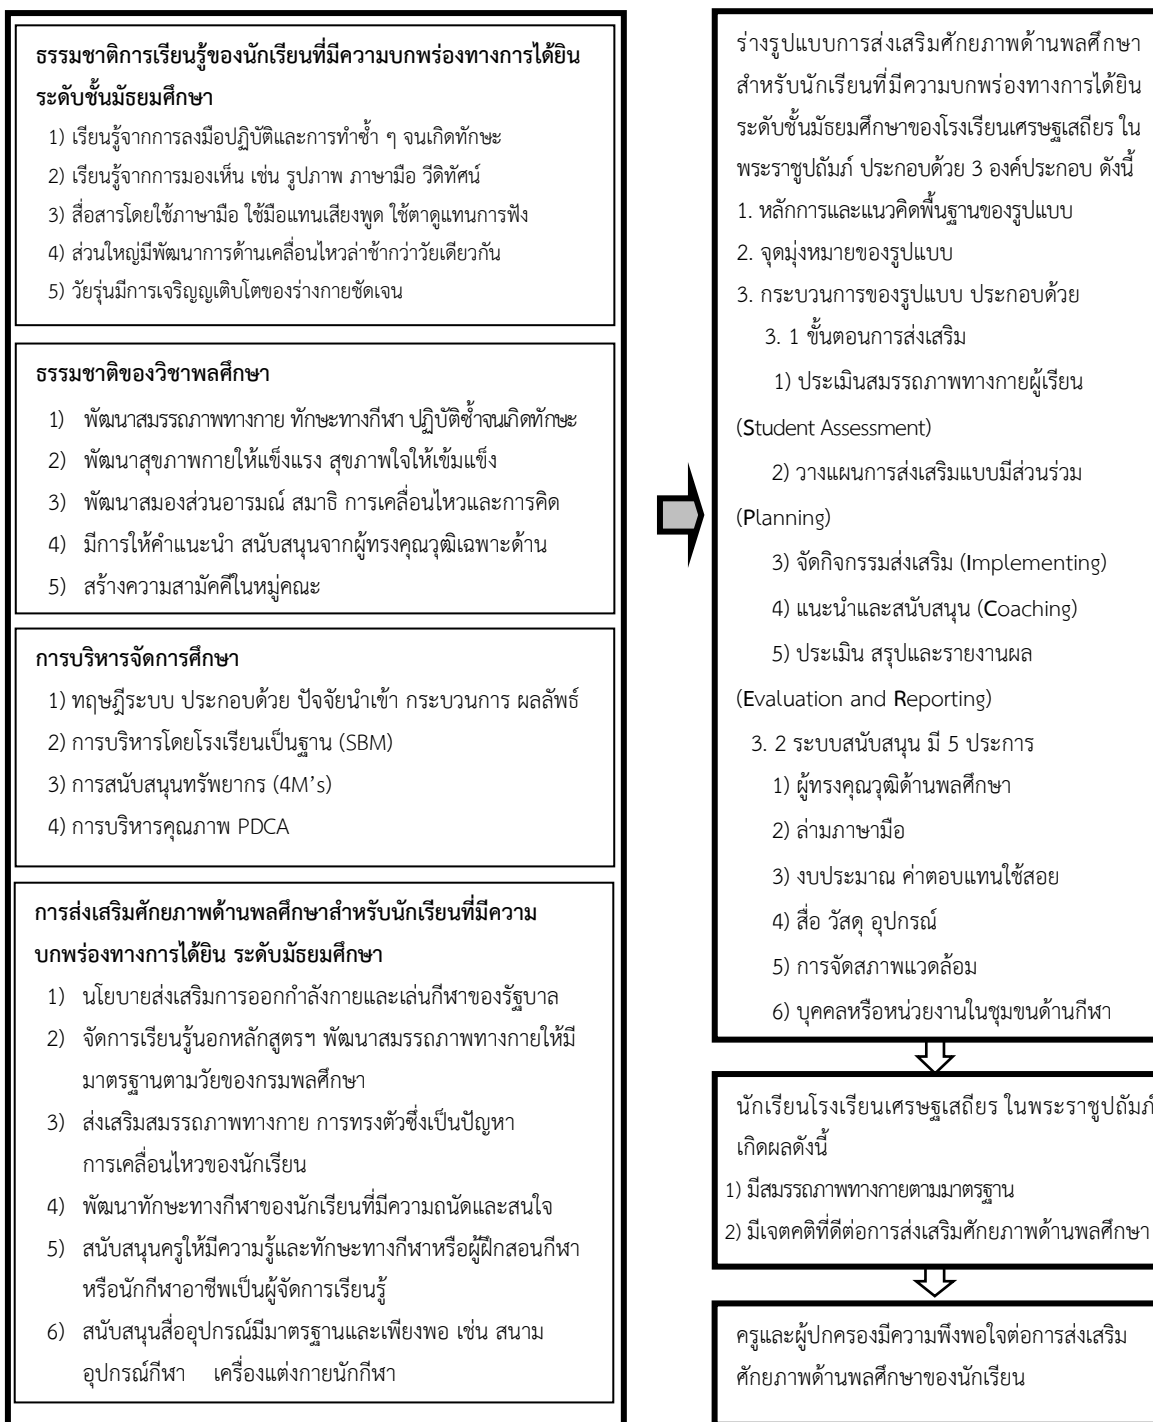 ธรรมชาติการเรียนรู้ของนักเรียนที่มีความบกพร่องทางการได้ยิน
ระดับชั้นมัธยมศึกษา
1) เรียนรู้จากการลงมือปฏิบัติและการทำซ้ำ ๆ จนเกิดทักษะ
2) เรียนรู้จากการมองเห็น เช่น รูปภาพ ภาษามือ วีดิทัศน์
3) สื่อสารโดยใช้ภาษามือ ใช้มือแทนเสียงพูด ใช้ตาดูแทนการฟัง
4) ส่วนใหญ่มีพัฒนาการด้านเคลื่อนไหวล่าช้ากว่าวัยเดียวกัน
5) วัยรุ่นมีการเจริญญเติบโตของร่างกายชัดเจน
ธรรมชาติของวิชาพลศึกษา
1) พัฒนาสมรรถภาพทางกาย ทักษะทางกีฬา ปฏิบัติซ้ำจนเกิดทักษะ
2) พัฒนาสุขภาพกายให้แข็งแรง สุขภาพใจให้เข้มแข็ง
3) พัฒนาสมองส่วนอารมณ์ สมาธิ การเคลื่อนไหวและการคิด
4) มีการให้คำแนะนำ สนับสนุนจากผู้ทรงคุณวุฒิเฉพาะด้าน
5) สร้างความสามัคคีในหมู่คณะ
การบริหารจัดการศึกษา
1) ทฤษฎีระบบ ประกอบด้วย ปัจจัยนำเข้า กระบวนการ ผลลัพธ์
2) การบริหารโดยโรงเรียนเป็นฐาน (SBM)
3) การสนับสนุนทรัพยากร (4M's)
4) การบริหารคุณภาพ PDCA
การส่งเสริมศักยภาพด้านพลศึกษาสำหรับนักเรียนที่มีความ
บกพร่องทางการได้ยิน ระดับมัธยมศึกษา
1) นโยบายส่งเสริมการออกกำลังกายและเล่นกีฬาของรัฐบาล
2) จัดการเรียนรู้นอกหลักสูตรฯ พัฒนาสมรรถภาพทางกายให้มี
มาตรฐานตามวัยของกรมพลศึกษา
3) ส่งเสริมสมรรถภาพทางกาย การทรงตัวซึ่งเป็นปัญหา
การเคลื่อนไหวของนักเรียน
4) พัฒนาทักษะทางกีฬาของนักเรียนที่มีความถนัดและสนใจ
5) สนับสนุนครูให้มีความรู้และทักษะทางกีฬาหรือผู้ฝึกสอนกีฬา
หรือนักกีฬาอาชีพเป็นผู้จัดการเรียนรู้
6) สนับสนุนสื่ออุปกรณ์มีมาตรฐานและเพียงพอ เช่น สนาม
อุปกรณ์กีฬา เครื่องแต่งกายนักกีฬา
ร่างรูปแบบการส่งเสริมศักยภาพด้านพลศึกษา
สำหรับนักเรียนที่มีความบกพร่องทางการได้ยิน
ระดับชั้นมัธยมศึกษาของโรงเรียนเศรษฐเสถียร ใน
พระราชูปถัมภ์ ประกอบด้วย 3 องค์ประกอบ ดังนี้
1. หลักการและแนวคิดพื้นฐานของรูปแบบ
2. จุดมุ่งหมายของรูปแบบ
3. กระบวนการของรูปแบบ ประกอบด้วย
3. 1 ขั้นตอนการส่งเสริม
1) ประเมินสมรรถภาพทางกายผู้เรียน
(Student Assessment)
2) วางแผนการส่งเสริมแบบมีส่วนร่วม
(Planning)
3) จัดกิจกรรมส่งเสริม (Implementing)
4) แนะนำและสนับสนุน (Coaching)
5) ประเมิน สรุปและรายงานผล
(Evaluation and Reporting)
3. 2 ระบบสนับสนุน มี 5 ประการ
1) ผู้ทรงคุณวุฒิด้านพลศึกษา
2) ล่ามภาษามือ
3) งบประมาณ ค่าตอบแทนใช้สอย
4) สื่อ วัสดุ อุปกรณ์
5) การจัดสภาพแวดล้อม
6) บุคคลหรือหน่วยงานในชุมขนด้านกีฬา
นักเรียนโรงเรียนเศรษฐเสถียร ในพระราชูปถัมภ์
เกิดผลดังนี้
1) มีสมรรถภาพทางกายตามมาตรฐาน
2) มีเจตคติที่ดีต่อการส่งเสริมศักยภาพด้านพลศึกษา
ครูและผู้ปกครองมีความพึงพอใจต่อการส่งเสริม
ศักยภาพด้านพลศึกษาของนักเรียน